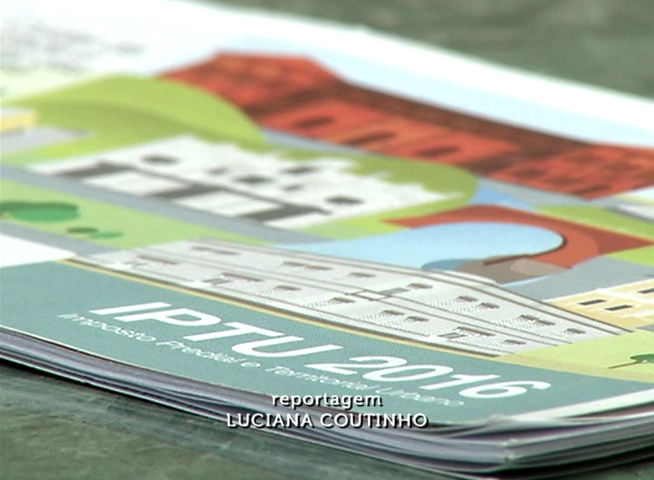 IPTU 2016
Imposto Predial e Territorial Urbano
reportagem
LUCIANA COUTINHO